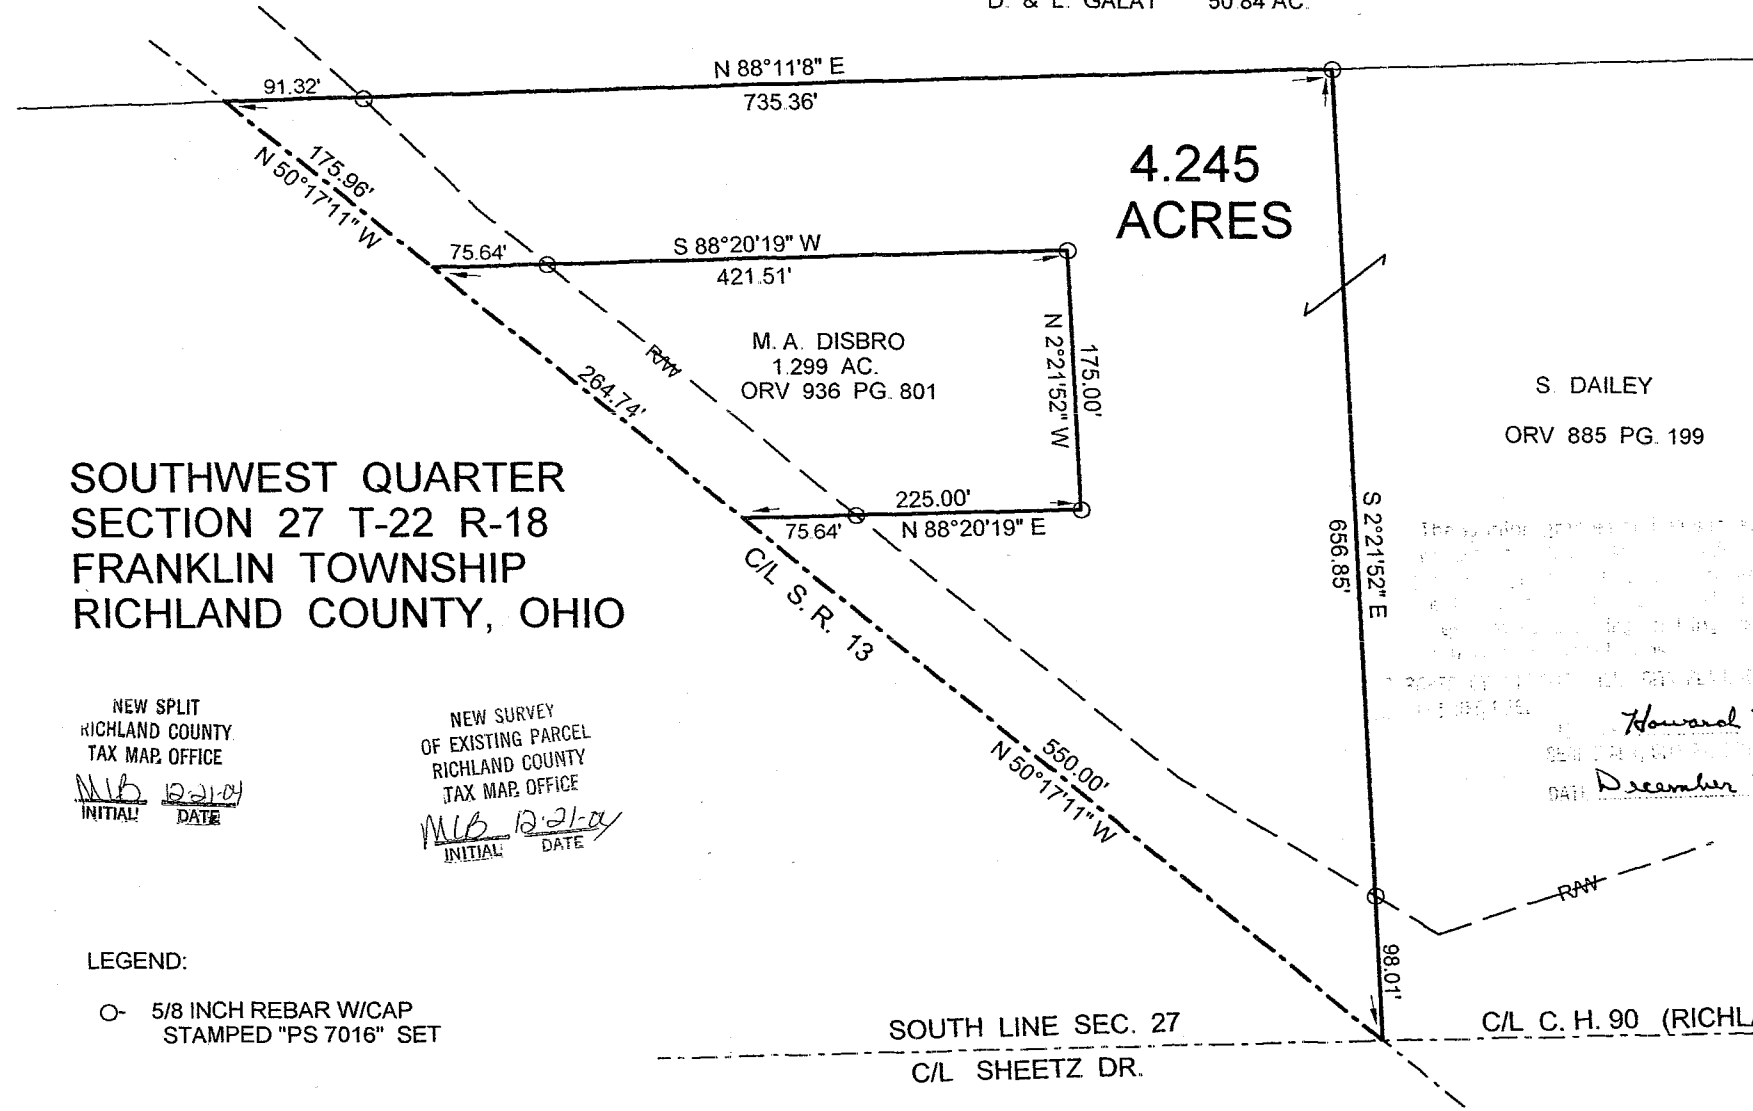 D. & L. GALAT 50.84 AC.
N 88°11'8" E
91.32'
735.36'
4.245
ACRES
175.96'
N 50°17'11" W
75.64'
S 88°20'19" W
421.51'
M. A. DISBRO
1.299 AC.
ORV 936 PG. 801
R/W
264.74'
N 2°21'52" W
175.00'
S. DAILEY
ORV 885 PG. 199
SOUTHWEST QUARTER
SECTION 27 T-22 R-18
FRANKLIN TOWNSHIP
RICHLAND COUNTY, OHIO
225.00'
75.64'
N 88°20'19" E
S 2°21'52" E
656.85'
C/L S. R. 13
NEW SPLIT
RICHLAND COUNTY
TAX MAP OFFICE
MLB 12-21-04
INITIAL DATE
NEW SURVEY
OF EXISTING PARCEL
RICHLAND COUNTY
TAX MAP OFFICE
MLB 12-21-04
INITIAL DATE
550.00'
N 50°17'11" W
Howard
DATE December
R/W
98.01'
LEGEND:
O- 5/8 INCH REBAR W/CAP
STAMPED "PS 7016" SET
SOUTH LINE SEC. 27
C/L SHEETZ DR.
C/L C. H. 90 (RICHLA